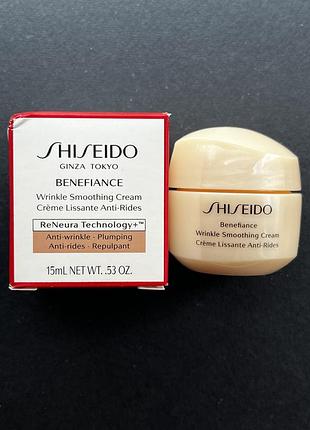 SHISEIDO
GINZA TOKYO
BENEFIANCE
Wrinkle Smoothing Cream
Crème Lissante Anti-Rides
ReNeura Technology+™
Anti-wrinkle - Plumping
Anti-rides - Repulpant
15mL NET WT. .53 OZ.
SHISEIDO
Benefiance
Wrinkle Smoothing Cream
Crème Lissante Anti-Rides